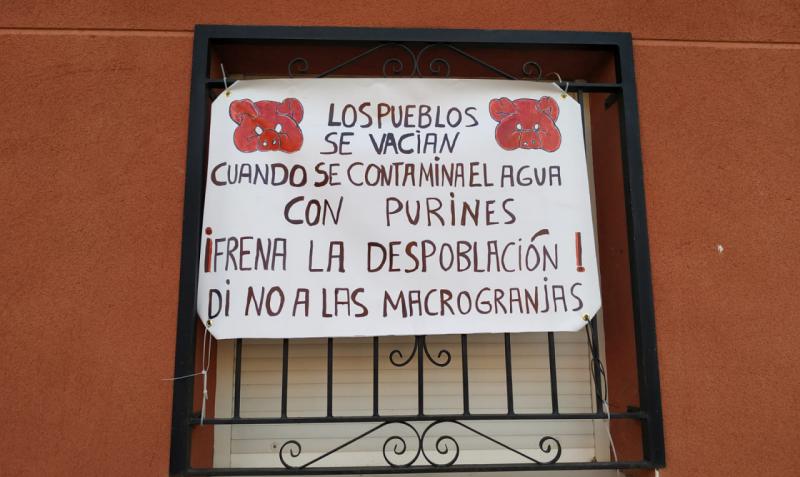 LOS PUEBLOS
SE VACIAN
CUANDO SE CONTAMINA EL AGUA
CON PURINES
¡FRENA LA DESPOBLACIÓN!
DI NO A LAS MACROGRANJAS